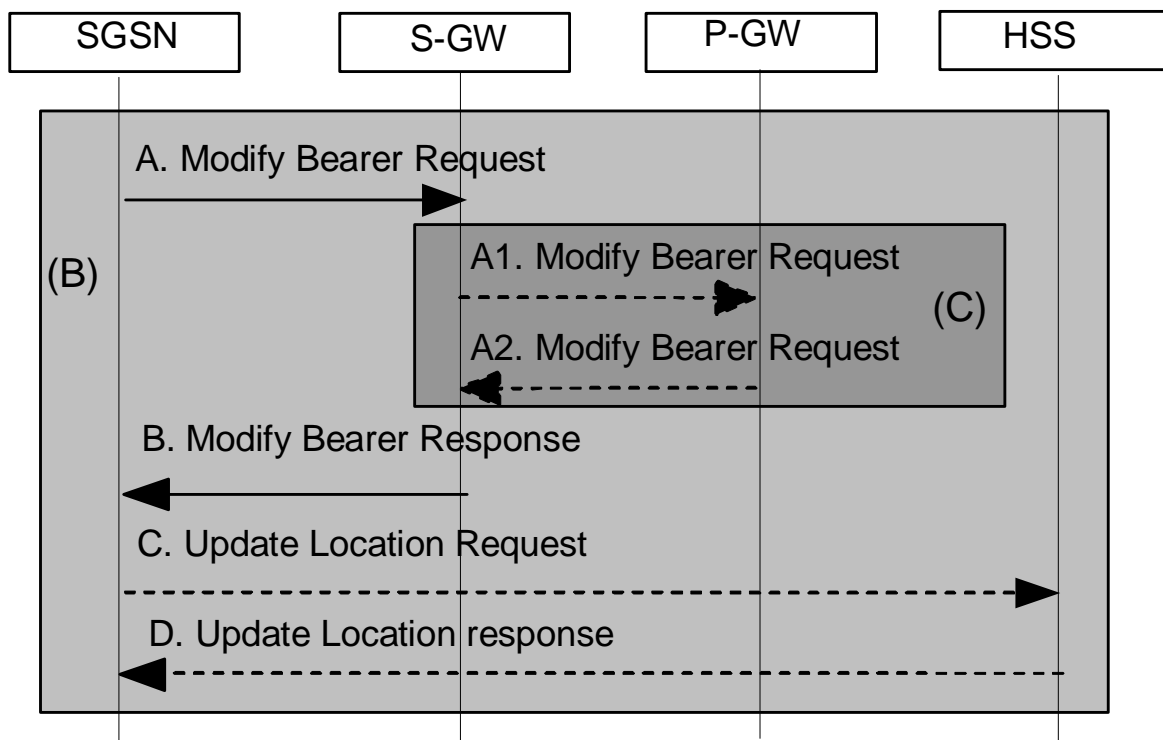 SGSN
S-GW
P-GW
HSS
A. Modify Bearer Request
(B)
A1. Modify Bearer Request
(C)
A2. Modify Bearer Request
B. Modify Bearer Response
C. Update Location Request
D. Update Location response